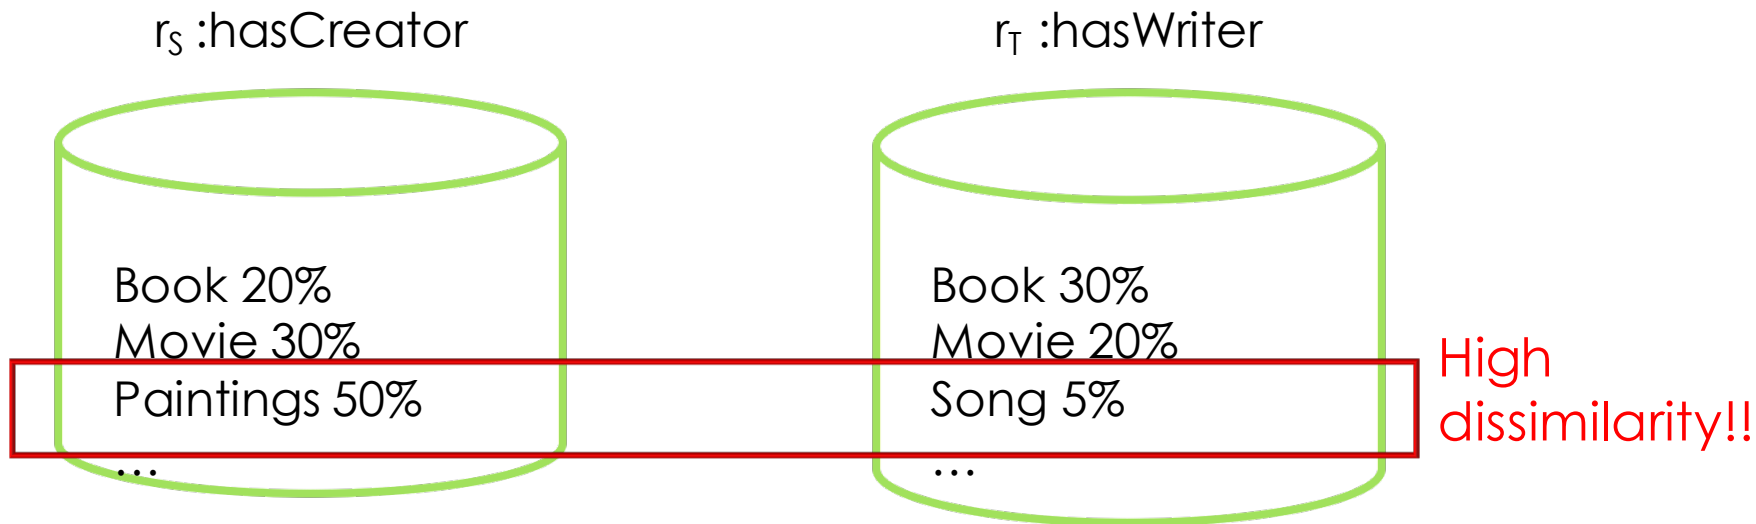 rS :hasCreator
rT :hasWriter
Book 20%
Movie 30%
Paintings 50%
...
Book 30%
Movie 20%
Song 5%
...
High
dissimilarity!!